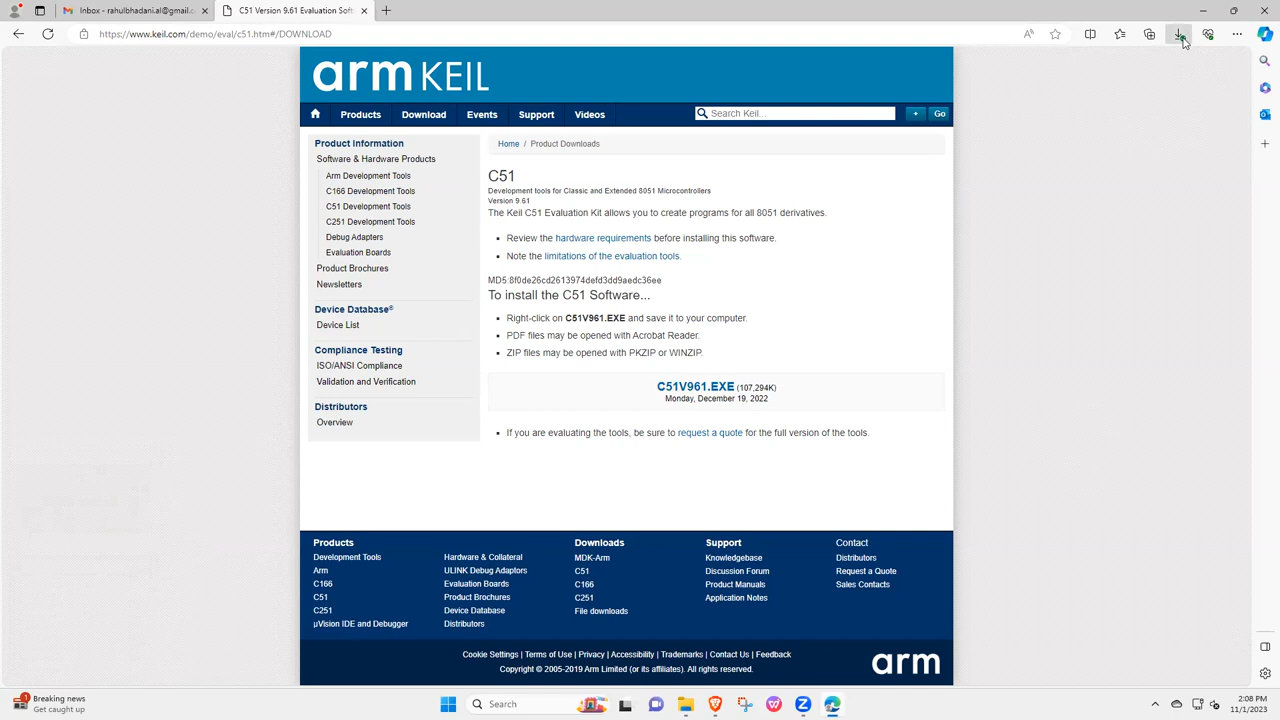 Inbox - rahulbhadani.al@gmail.c
C51 Version 9.61 Evaluation Soft
https://www.keil.com/demo/eval/c51.htm#/DOWNLOAD
arm KEIL
Products Download Events Support Videos
Search Keil...
+ Go
Product Information
Software & Hardware Products
Arm Development Tools
C166 Development Tools
C51 Development Tools
C251 Development Tools
Debug Adapters
Evaluation Boards
Product Brochures
Newsletters
Device Database®
Device List
Compliance Testing
ISO/ANSI Compliance
Validation and Verification
Distributors
Overview
Home / Product Downloads
C51
Development tools for Classic and Extended 8051 Microcontrollers
Version 9.61
The Keil C51 Evaluation Kit allows you to create programs for all 8051 derivatives.
Review the hardware requirements before installing this software.
Note the limitations of the evaluation tools.
MD5:8f0de26cd2613974defd3dd9aedc36ee
To install the C51 Software...
Right-click on C51V961.EXE and save it to your computer.
PDF files may be opened with Acrobat Reader.
ZIP files may be opened with PKZIP or WINZIP.
C51V961.EXE (107,294K)
Monday, December 19, 2022
If you are evaluating the tools, be sure to request a quote for the full version of the tools.
Products
Development Tools
Arm
C166
C51
C251
µVision IDE and Debugger
Hardware & Collateral
ULINK Debug Adaptors
Evaluation Boards
Product Brochures
Device Database
Distributors
Downloads
MDK-Arm
C51
C166
C251
File downloads
Support
Knowledgebase
Discussion Forum
Product Manuals
Application Notes
Contact
Distributors
Request a Quote
Sales Contacts
Cookie Settings | Terms of Use | Privacy | Accessibility | Trademarks | Contact Us | Feedback
Copyright © 2005-2019 Arm Limited (or its affiliates). All rights reserved.
arm
1
Breaking news
Get caught up
Search
2:08 PM
11/1/2023